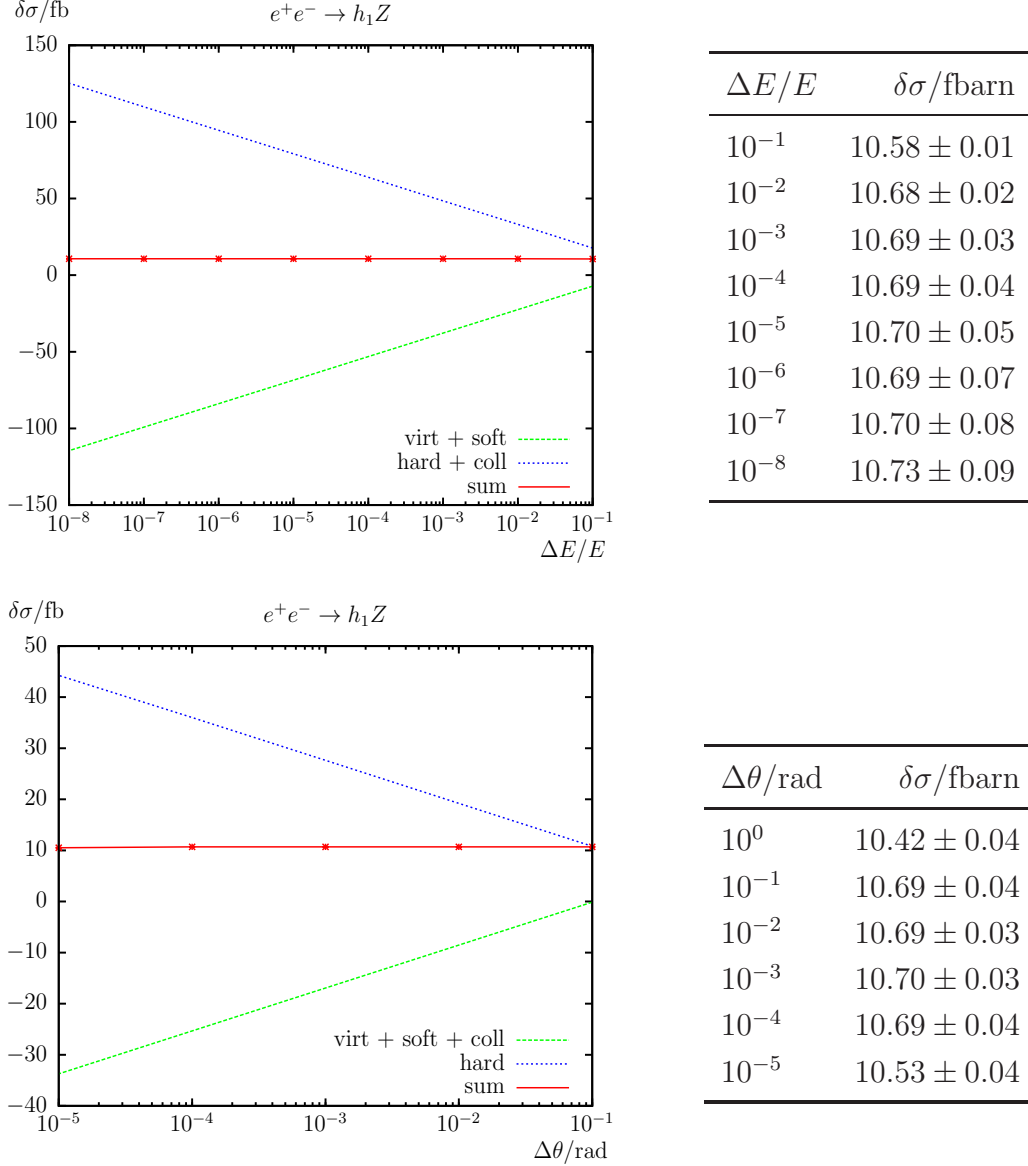 δσ/fb
e⁺e⁻ → h₁Z
150
100
50
0
−50
−100
−150
virt + soft
hard + coll
sum
10⁻⁸ 10⁻⁷ 10⁻⁶ 10⁻⁵ 10⁻⁴ 10⁻³ 10⁻² 10⁻¹
ΔE/E
ΔE/E δσ/fbarn
10⁻¹ 10.58 ± 0.01
10⁻² 10.68 ± 0.02
10⁻³ 10.69 ± 0.03
10⁻⁴ 10.69 ± 0.04
10⁻⁵ 10.70 ± 0.05
10⁻⁶ 10.69 ± 0.07
10⁻⁷ 10.70 ± 0.08
10⁻⁸ 10.73 ± 0.09
δσ/fb
e⁺e⁻ → h₁Z
50
40
30
20
10
0
−10
−20
−30
−40
virt + soft + coll
hard
sum
10⁻⁵ 10⁻⁴ 10⁻³ 10⁻² 10⁻¹
Δθ/rad
Δθ/rad δσ/fbarn
10⁰ 10.42 ± 0.04
10⁻¹ 10.69 ± 0.04
10⁻² 10.69 ± 0.03
10⁻³ 10.70 ± 0.03
10⁻⁴ 10.69 ± 0.04
10⁻⁵ 10.53 ± 0.04